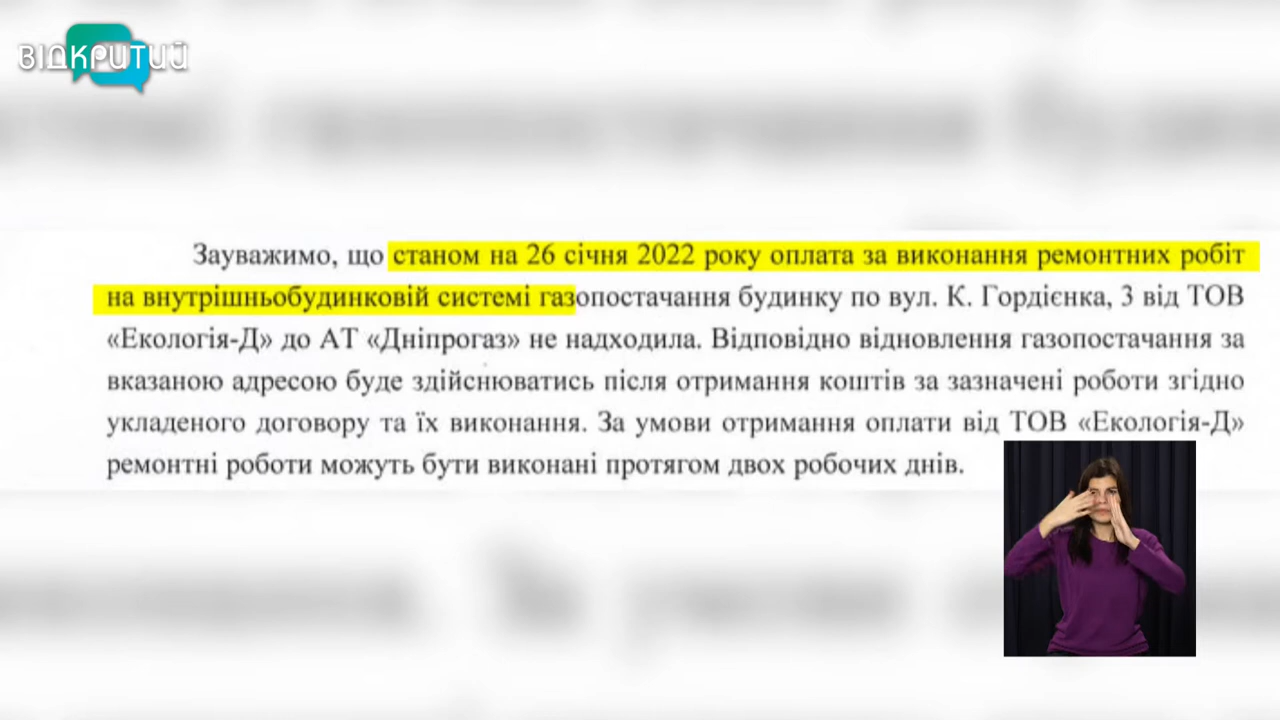 ВІДКРИТИЙ
Зауважимо, що станом на 26 січня 2022 року оплата за виконання ремонтних робіт
на внутрішньобудинковій системі газопостачання будинку по вул. К. Гордієнка, 3 від ТОВ
«Екологія-Д» до АТ «Дніпрогаз» не надходила. Відповідно відновлення газопостачання за
вказаною адресою буде здійснюватись після отримання коштів за зазначені роботи згідно
укладеного договору та їх виконання. За умови отримання оплати від ТОВ «Екологія-Д»
ремонтні роботи можуть бути виконані протягом двох робочих днів.